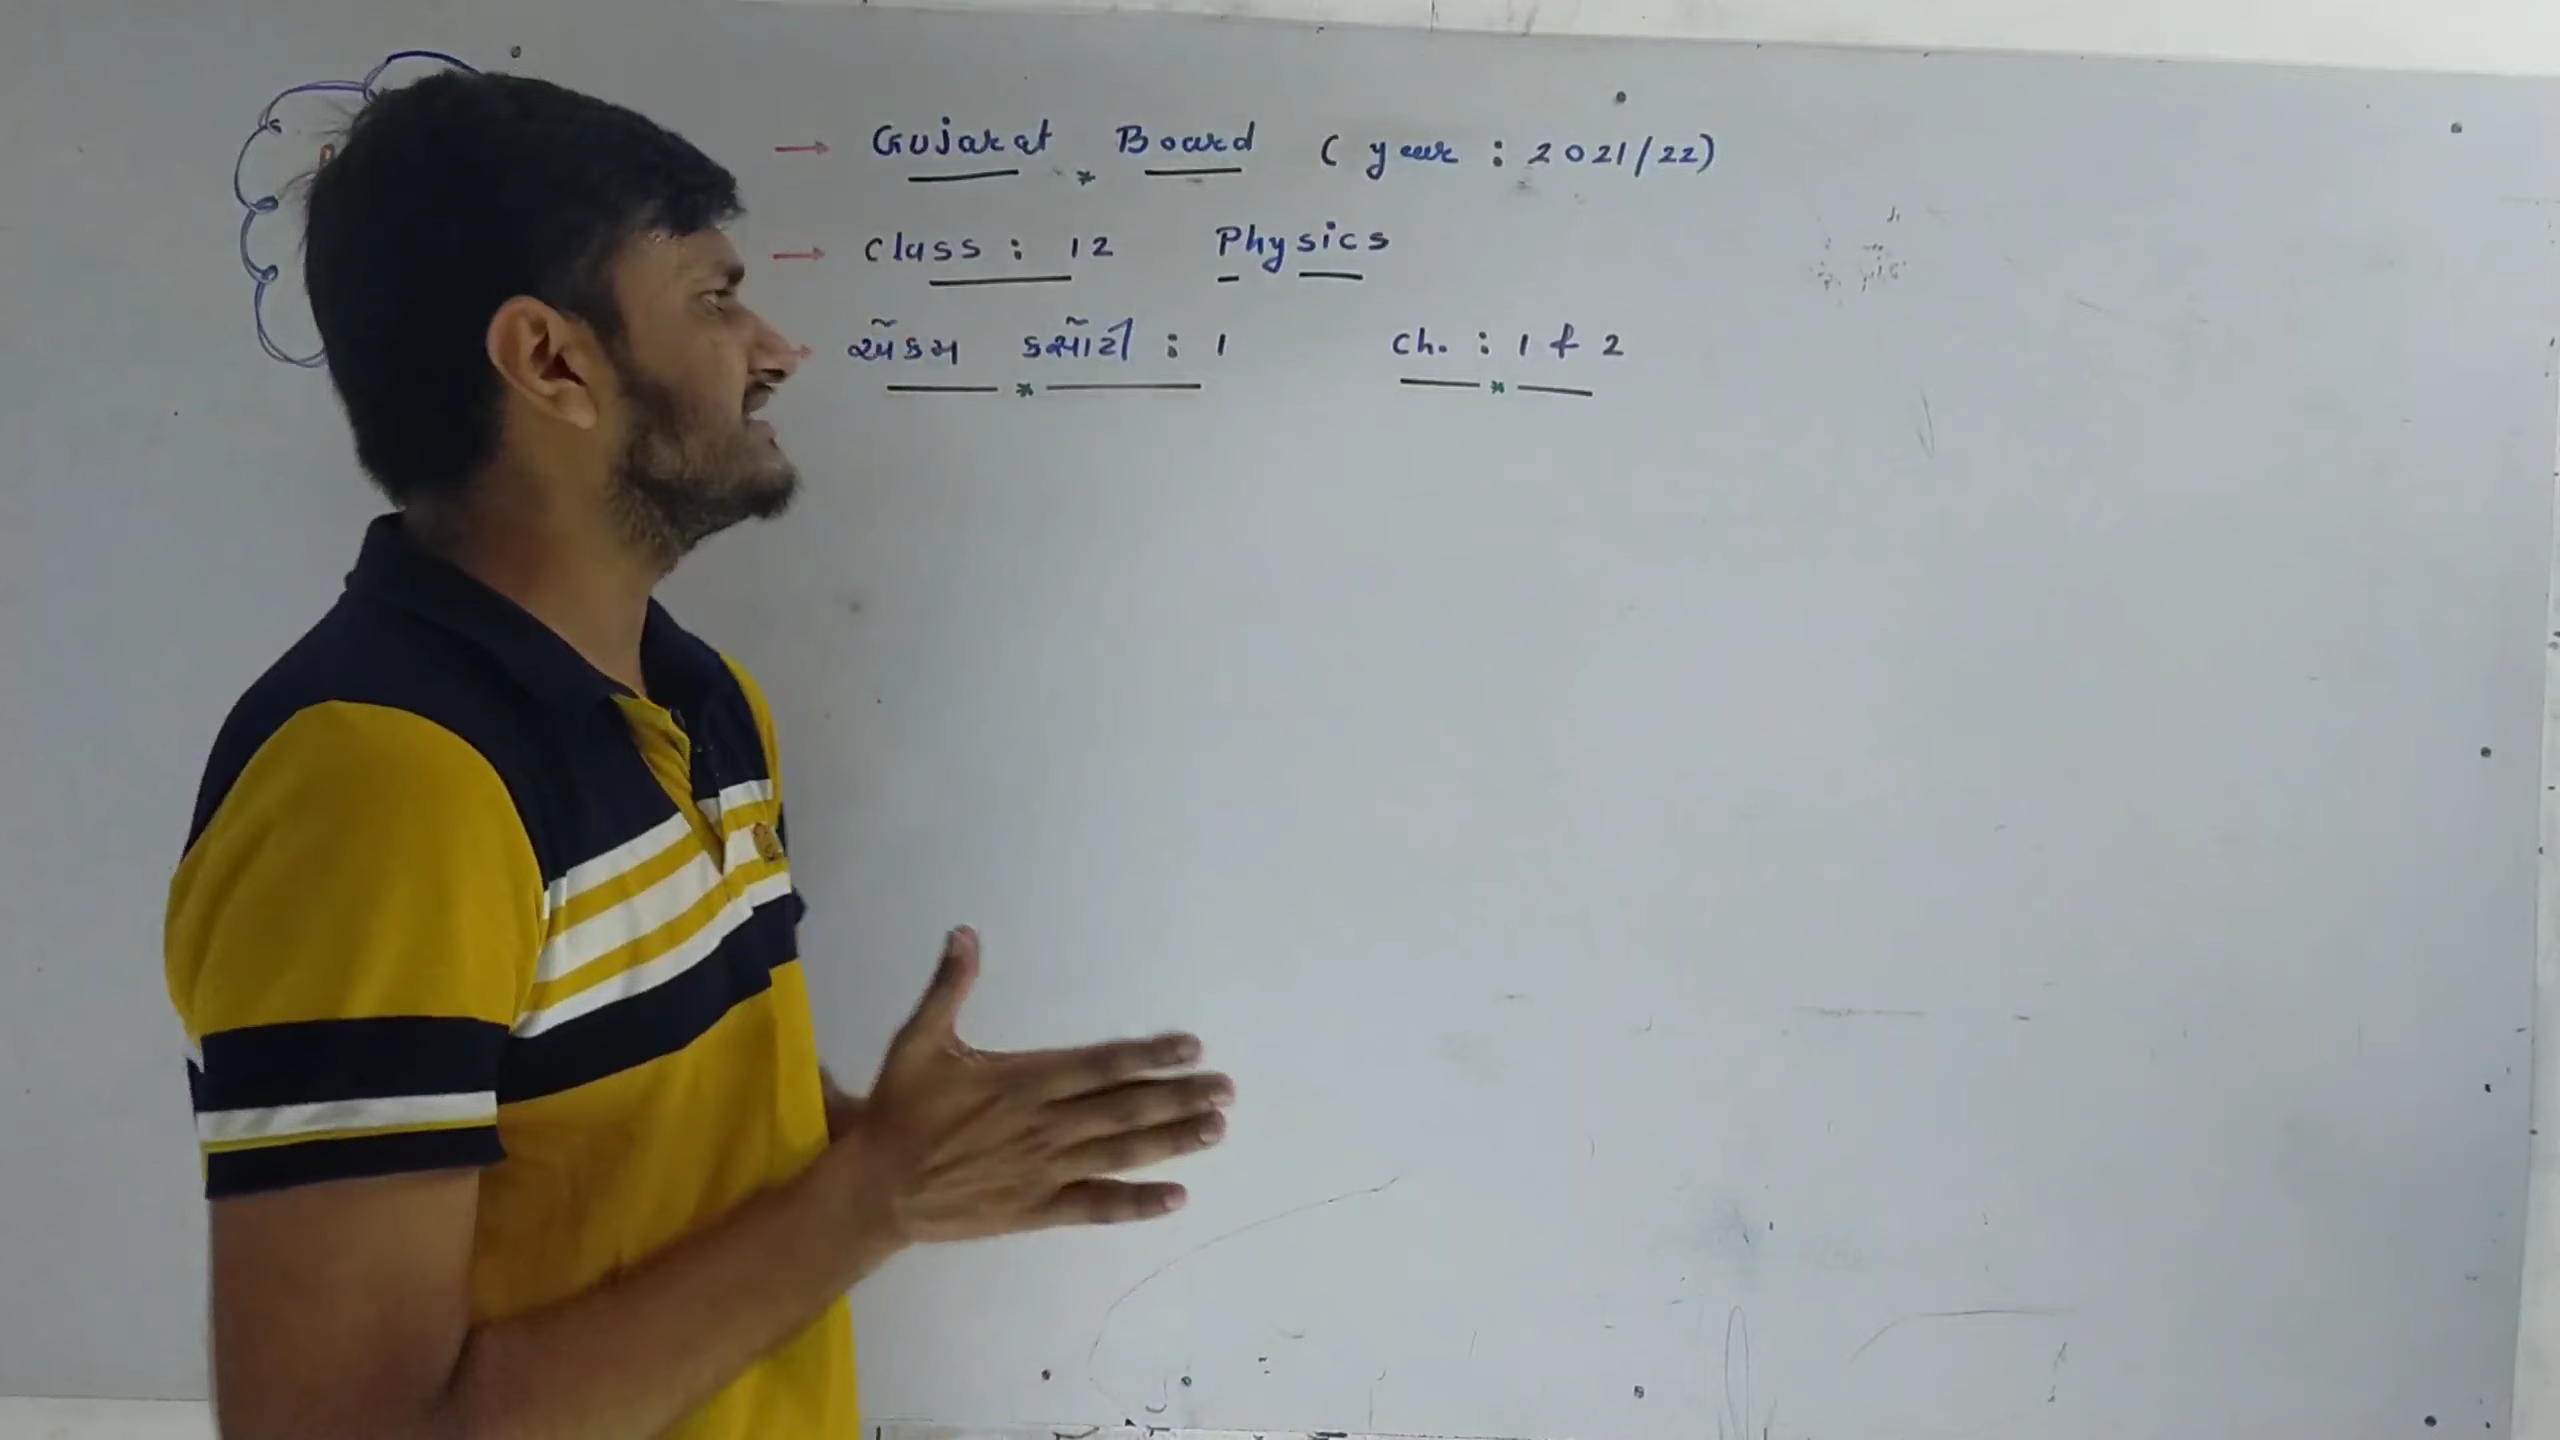 → Gujarat Board (year : 2021/22)
→ Class : 12 Physics
→ એકમ કસોટી : 1 Ch. : 1 & 2